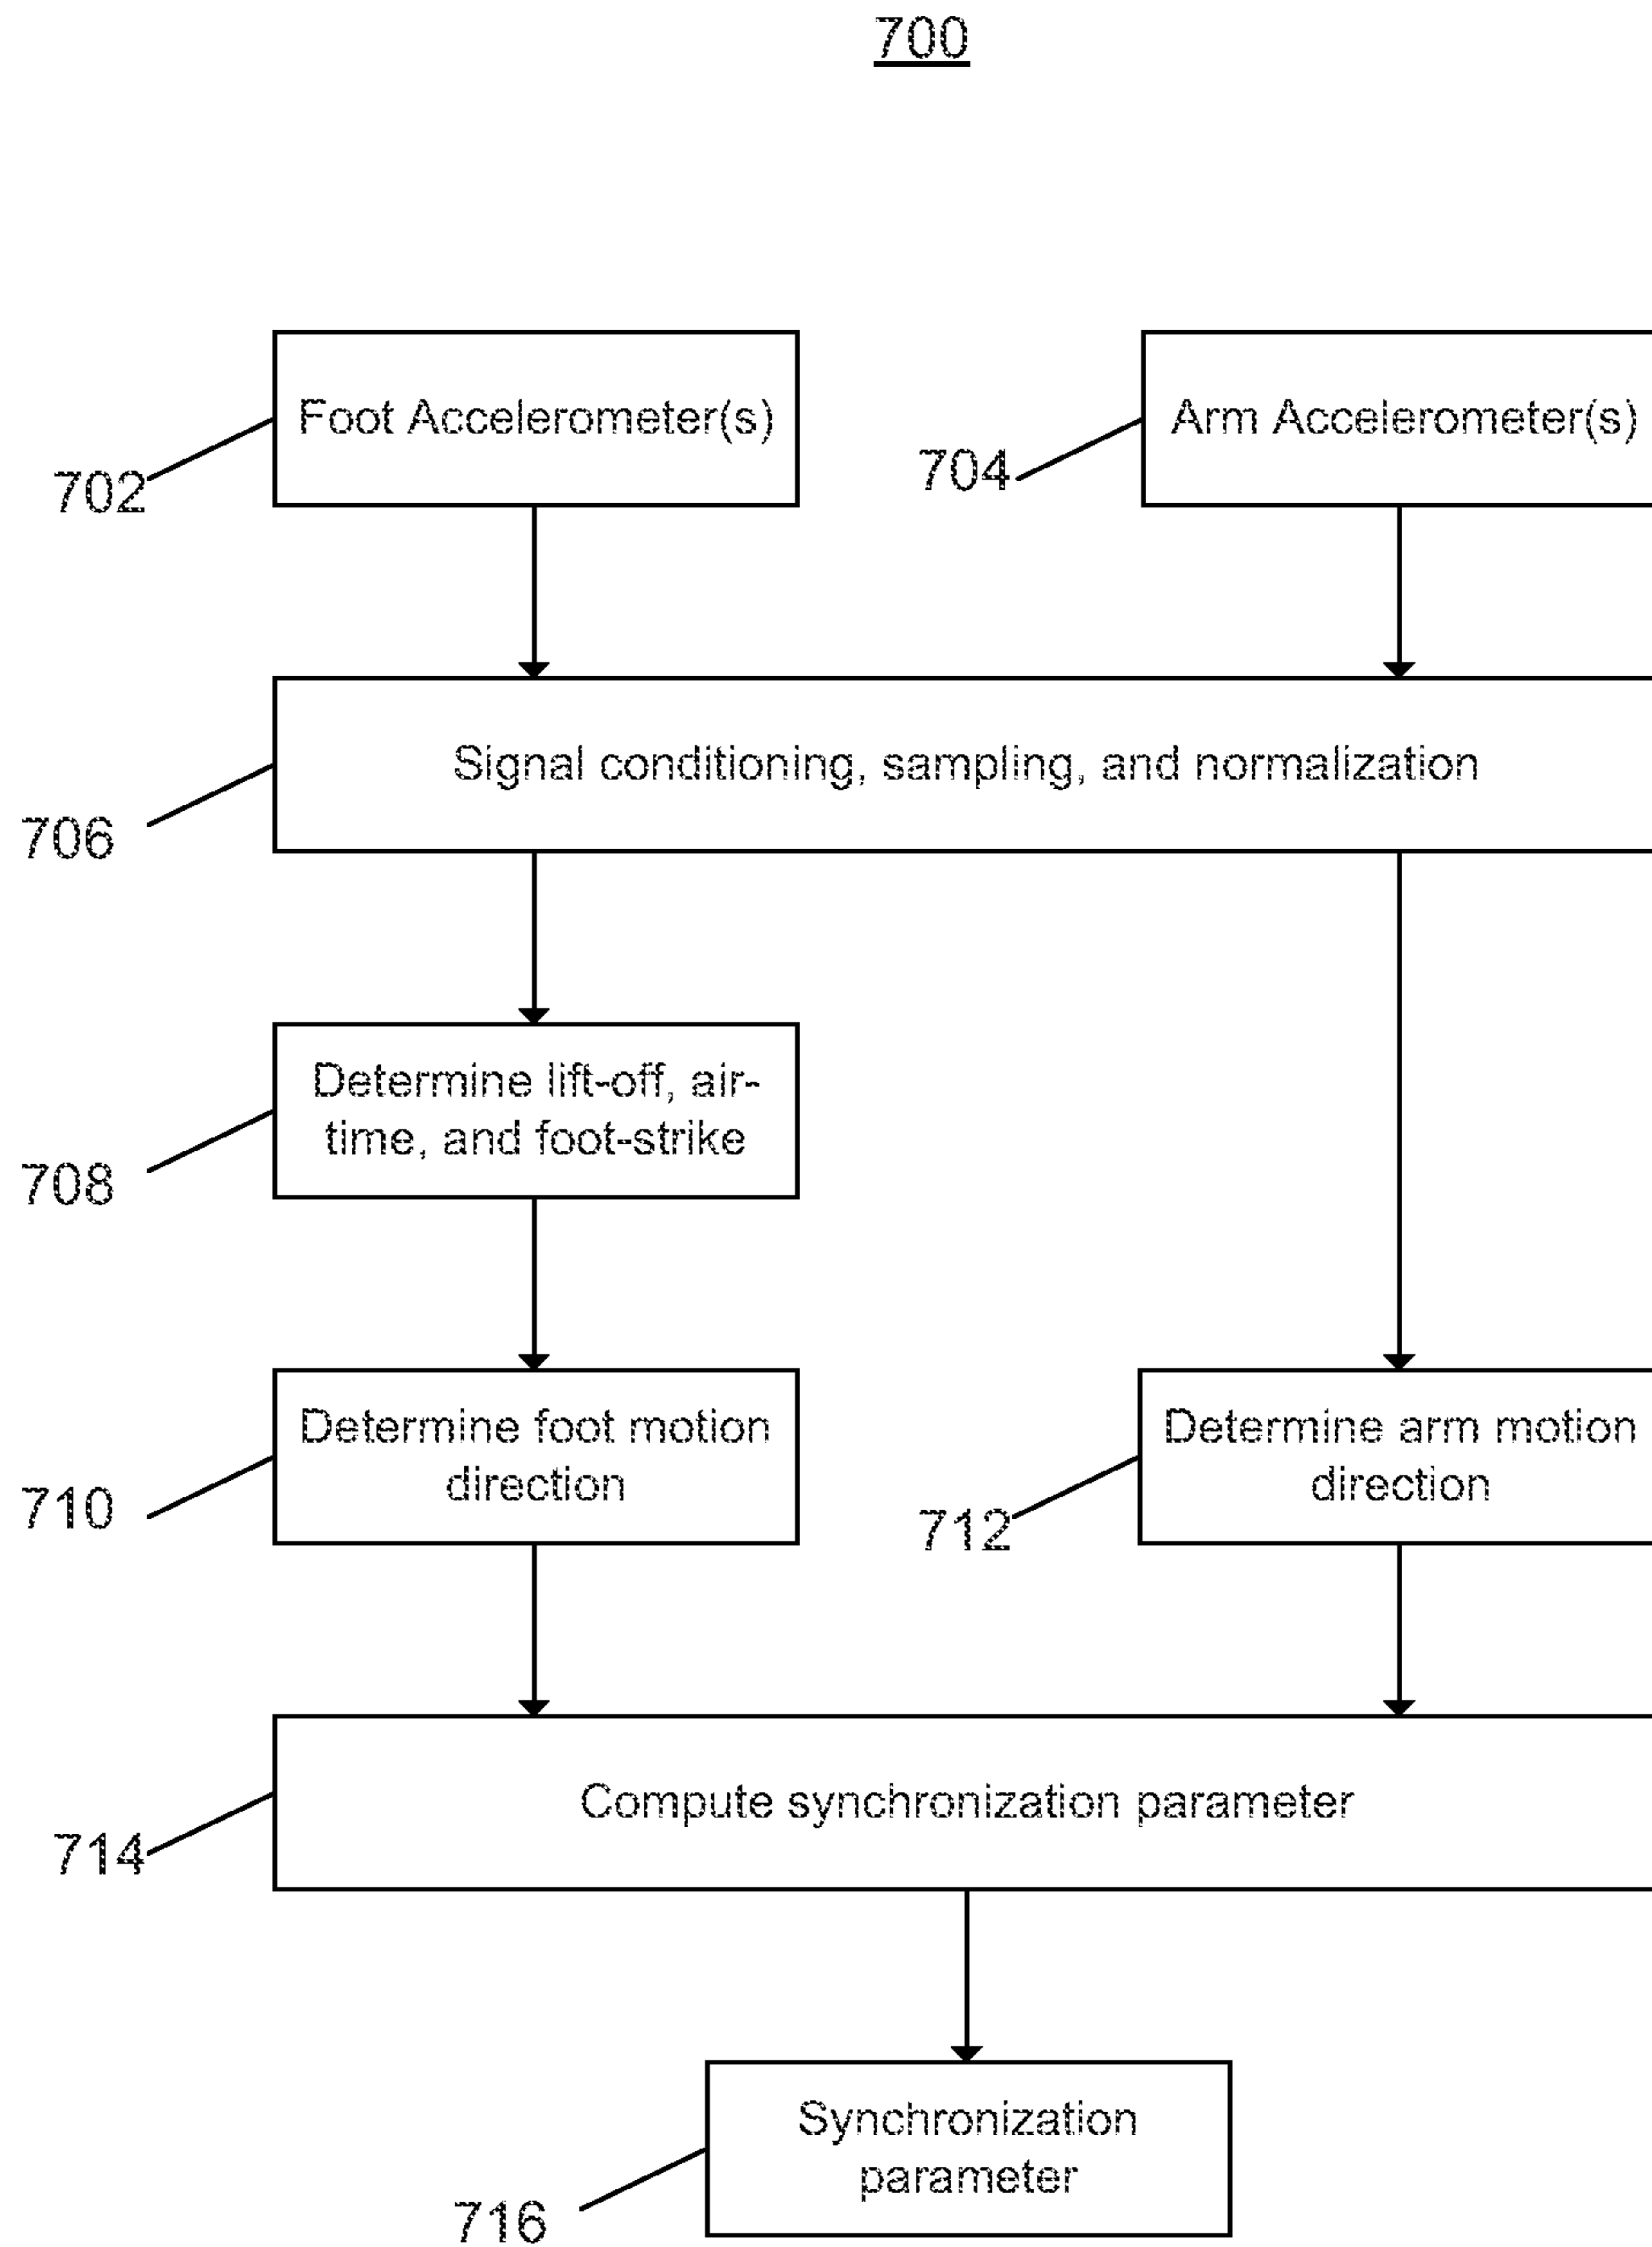 700
Foot Accelerometer(s)
Arm Accelerometer(s)
702
704
Signal conditioning, sampling, and normalization
706
Determine lift-off, air-
time, and foot-strike
708
Determine foot motion
direction
Determine arm motion
direction
710
712
Compute synchronization parameter
714
Synchronization
parameter
716